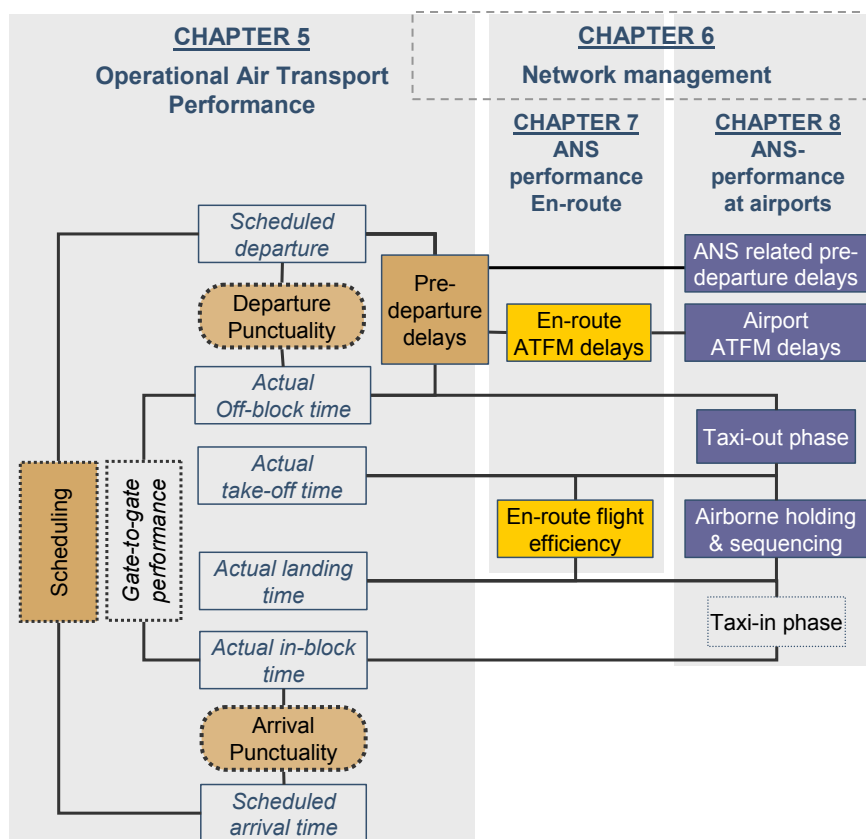 CHAPTER 5
Operational Air Transport
Performance
CHAPTER 6
Network management
CHAPTER 7
ANS
performance
En-route
CHAPTER 8
ANS-
performance
at airports
Scheduled
departure
Departure
Punctuality
Pre-
departure
delays
ANS related pre-
departure delays
En-route
ATFM delays
Airport
ATFM delays
Actual
Off-block time
Taxi-out phase
Actual
take-off time
Scheduling
Gate-to-gate
performance
En-route flight
efficiency
Airborne holding
& sequencing
Actual landing
time
Taxi-in phase
Actual in-block
time
Arrival
Punctuality
Scheduled
arrival time